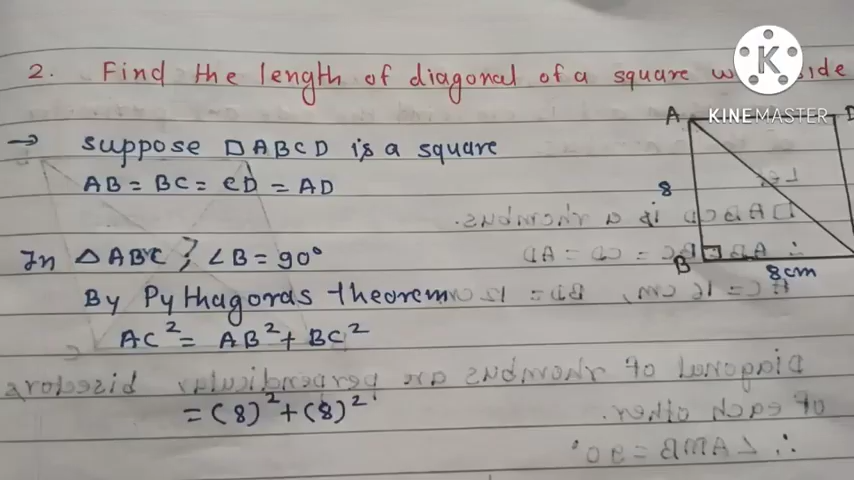 K
KINEMASTER
2. Find the length of diagonal of a square w ide
→ suppose □ABCD is a square
AB = BC = CD = AD
In △ABC, ∠B = 90°
By Pythagoras theorem
AC² = AB² + BC²
= (8)² + (8)²
A D
8
B
8cm